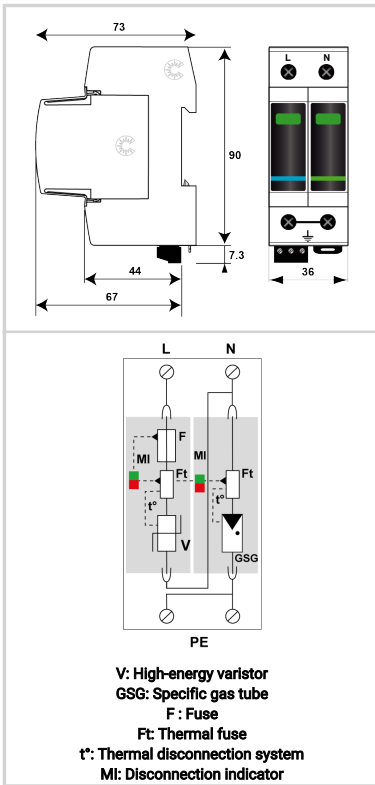 73
L N
90
7.3
44
36
67
L N
F
MI MI
Ft Ft
t° t°
V
GSG
PE
V: High-energy varistor
GSG: Specific gas tube
F : Fuse
Ft: Thermal fuse
t°: Thermal disconnection system
MI: Disconnection indicator